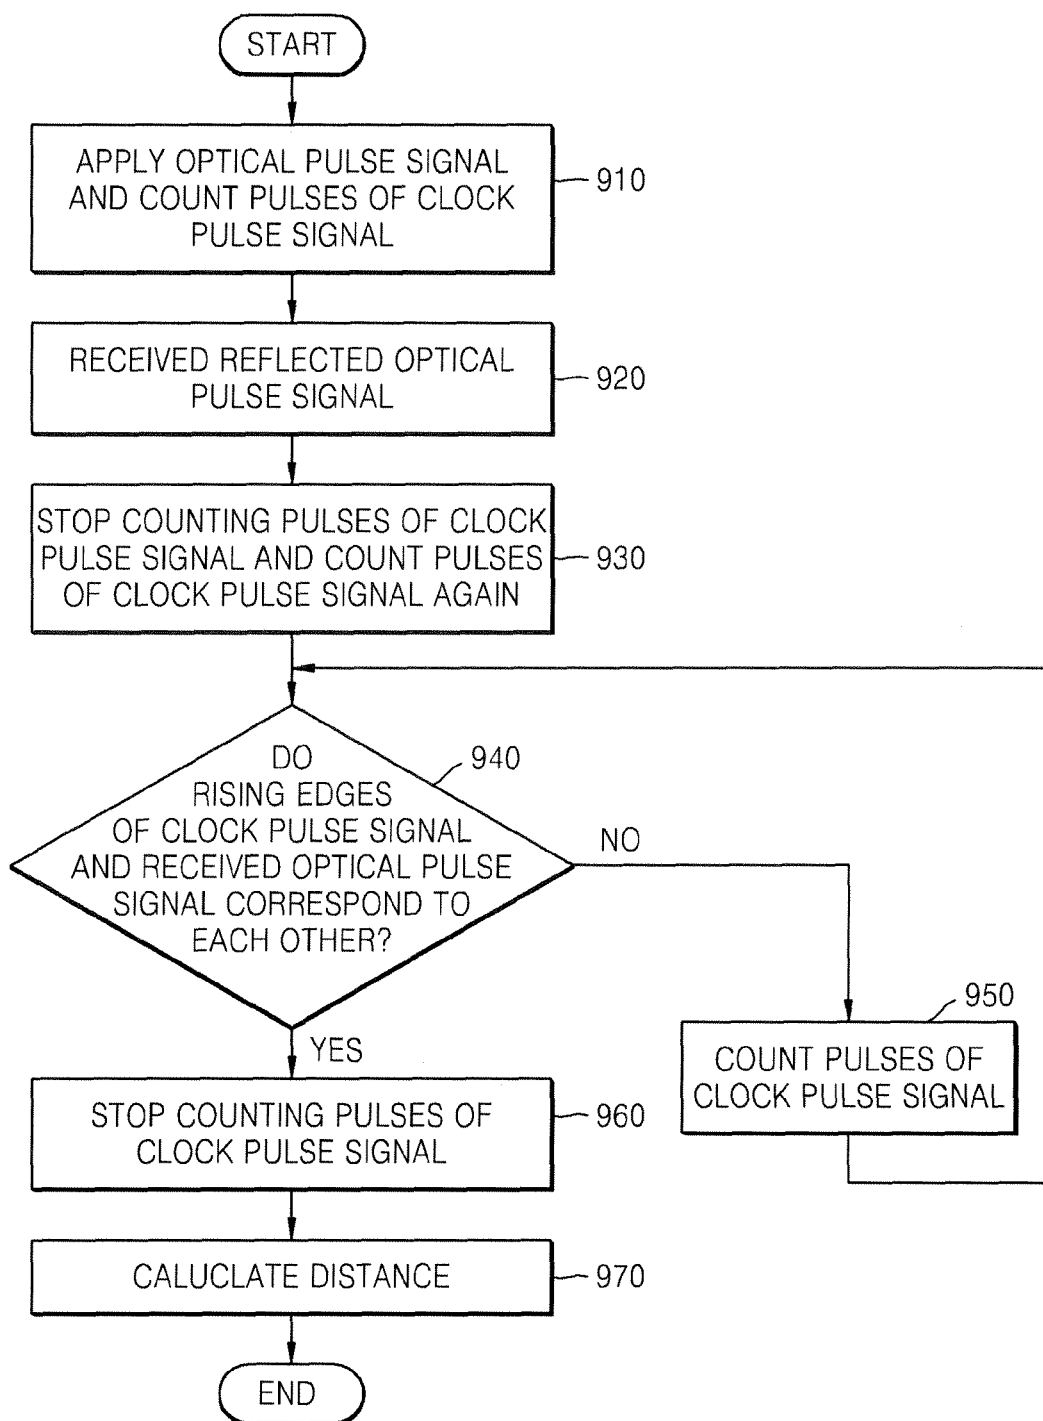 START
APPLY OPTICAL PULSE SIGNAL
AND COUNT PULSES OF CLOCK
PULSE SIGNAL
910
RECEIVED REFLECTED OPTICAL
PULSE SIGNAL
920
STOP COUNTING PULSES OF CLOCK
PULSE SIGNAL AND COUNT PULSES
OF CLOCK PULSE SIGNAL AGAIN
930
DO
RISING EDGES
OF CLOCK PULSE SIGNAL
AND RECEIVED OPTICAL PULSE
SIGNAL CORRESPOND TO
EACH OTHER?
940
NO
950
COUNT PULSES OF
CLOCK PULSE SIGNAL
YES
STOP COUNTING PULSES OF
CLOCK PULSE SIGNAL
960
CALUCLATE DISTANCE
970
END